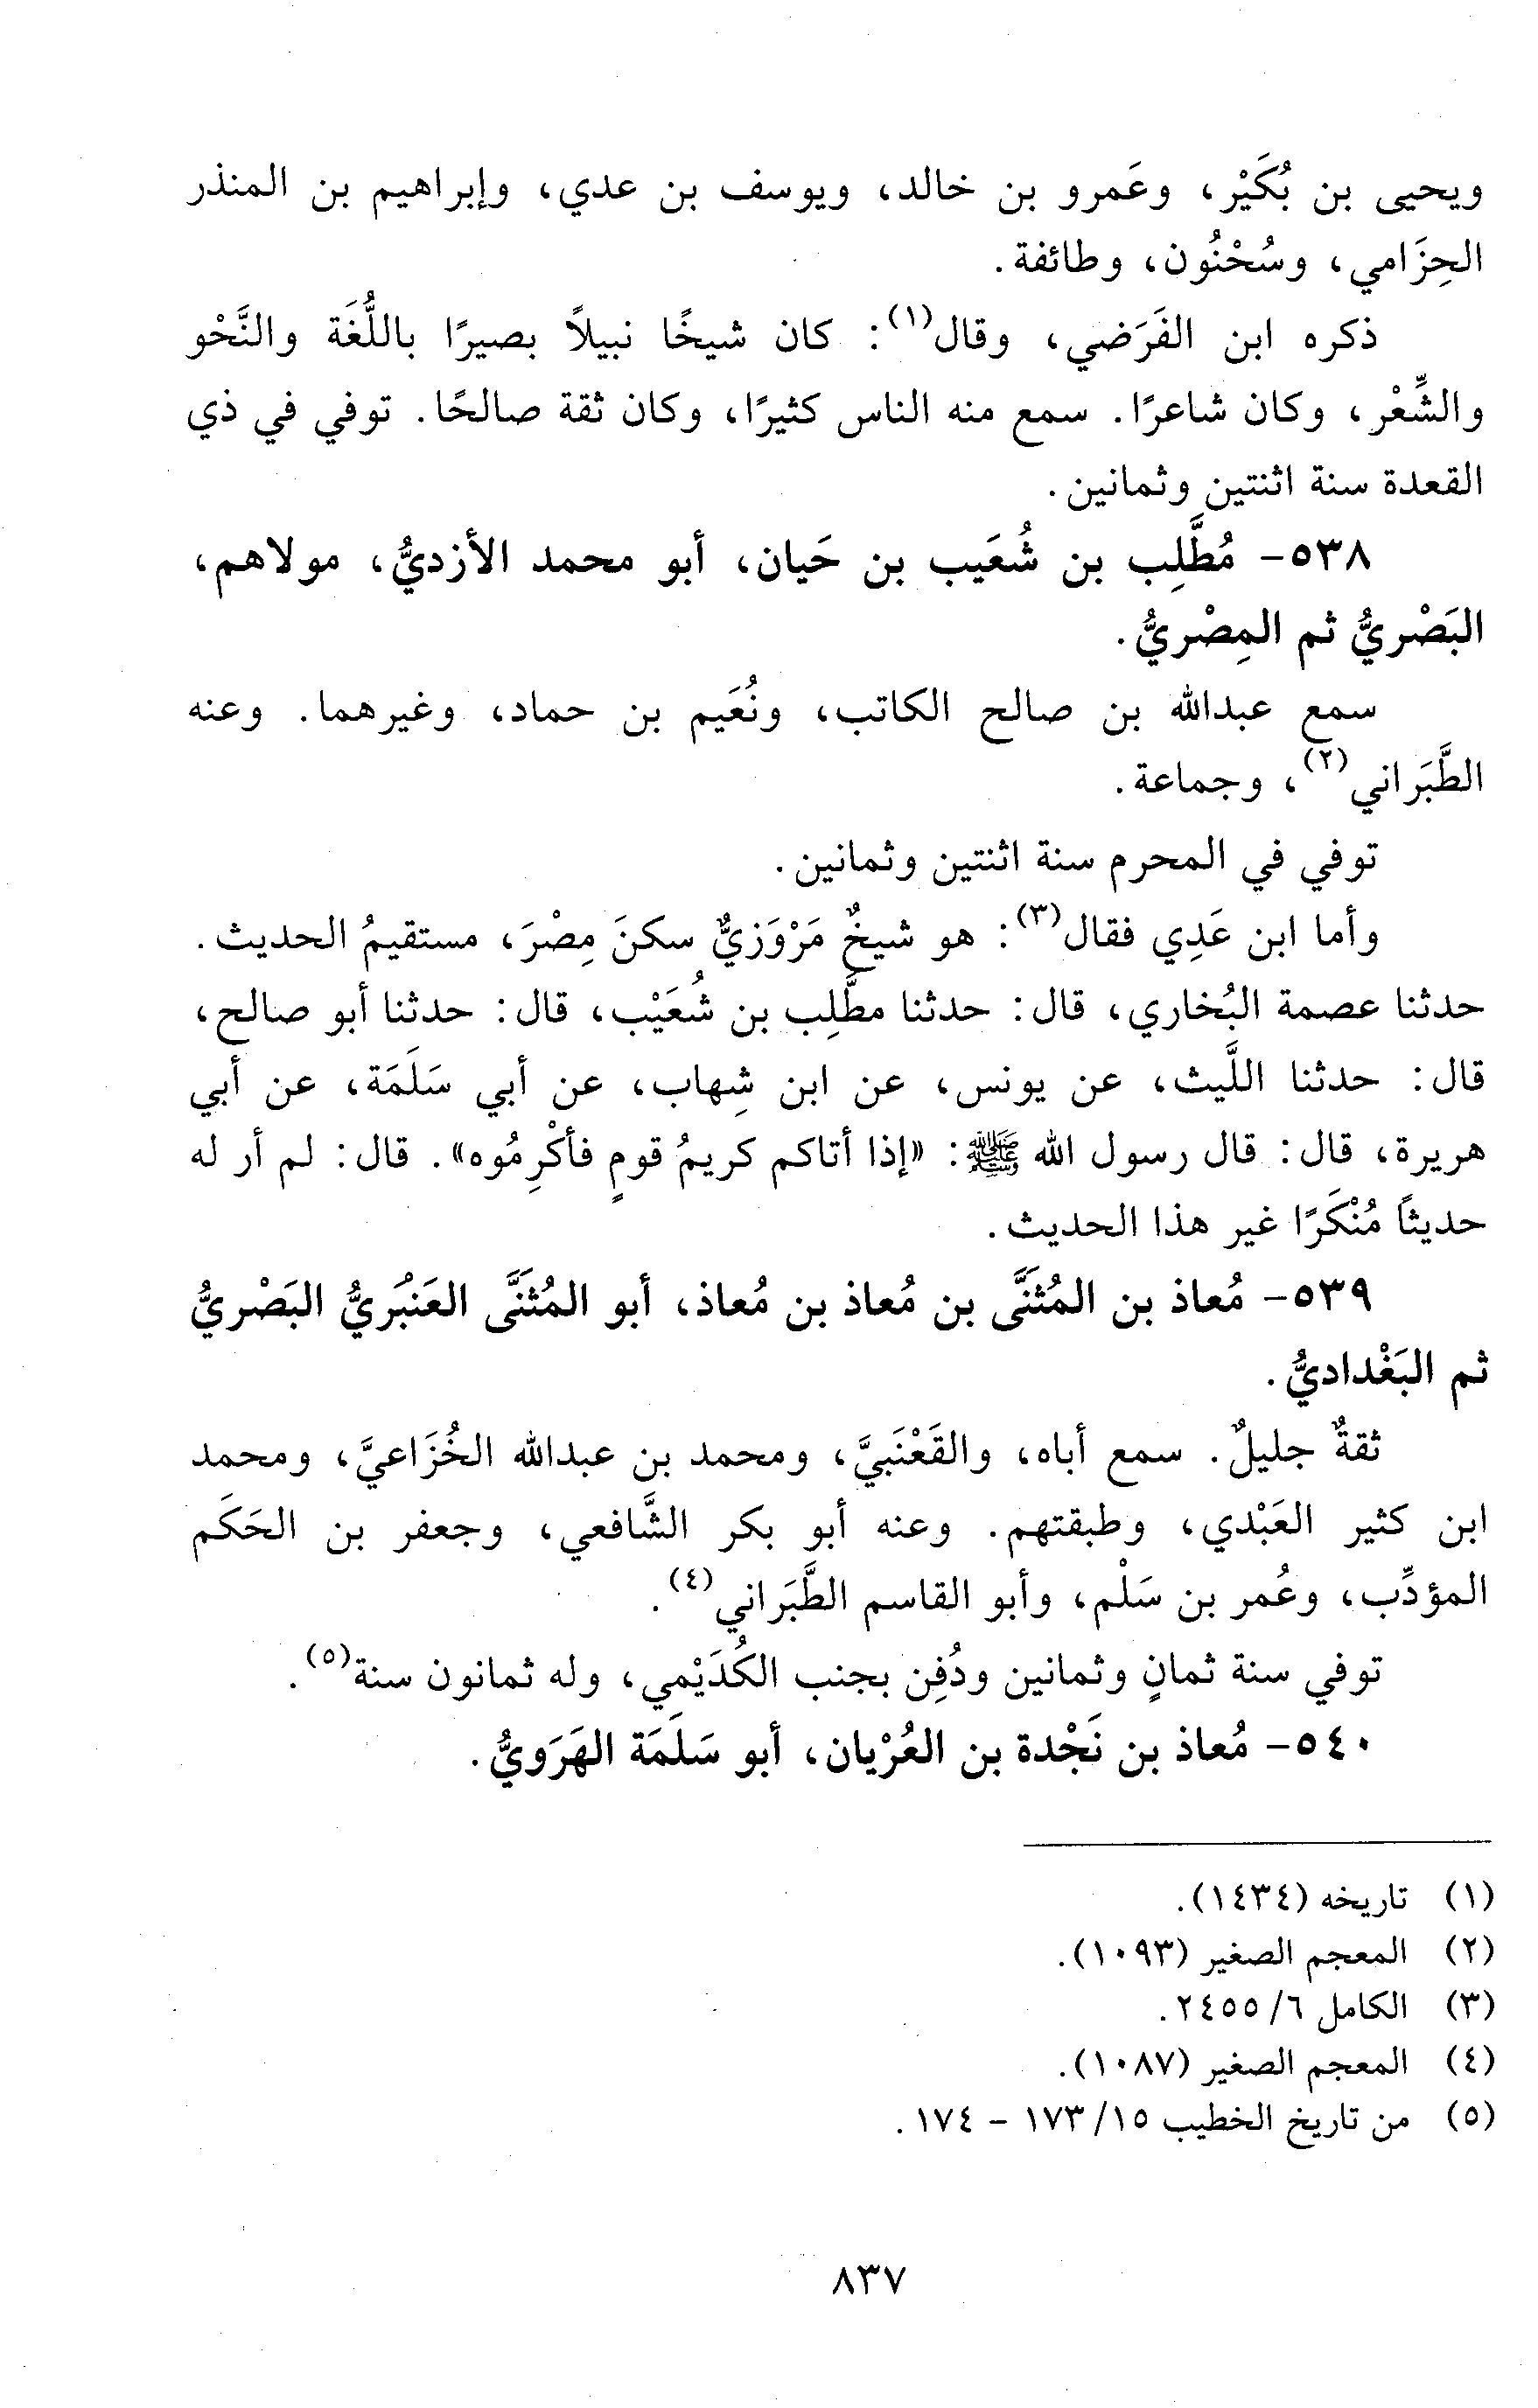 ويحيى بن بُكَيْر، وعَمرو بن خالد، ويوسف بن عدي، وإبراهيم بن المنذر
الحِزَامي، وسُحْنُون، وطائفة.
ذكره ابن الفَرَضي، وقال(١): كان شيخًا نبيلاً بصيرًا باللُّغَة والنَّحْو
والشِّعْر، وكان شاعرًا. سمع منه الناس كثيرًا، وكان ثقة صالحًا. توفي في ذي
القعدة سنة اثنتين وثمانين.
٥٣٨- مُطَّلِب بن شُعَيب بن حَيان، أبو محمد الأزديُّ، مولاهم،
البَصْريُّ ثم المِصْريُّ.
سمع عبدالله بن صالح الكاتب، ونُعَيم بن حماد، وغيرهما. وعنه
الطَّبَراني(٢)، وجماعة.
توفي في المحرم سنة اثنتين وثمانين.
وأما ابن عَدِي فقال(٣): هو شيخٌ مَرْوَزيٌّ سكنَ مِصْرَ، مستقيمُ الحديث.
حدثنا عصمة البُخاري، قال: حدثنا مطَّلِب بن شُعَيْب، قال: حدثنا أبو صالح،
قال: حدثنا اللَّيث، عن يونس، عن ابن شِهاب، عن أبي سَلَمَة، عن أبي
هريرة، قال: قال رسول الله ﷺ: «إذا أتاكم كريمُ قومٍ فأكْرِمُوه». قال: لم أر له
حديثًا مُنْكَرًا غير هذا الحديث.
٥٣٩- مُعاذ بن المُثنَّى بن مُعاذ بن مُعاذ، أبو المُثنَّى العَنبُريُّ البَصْريُّ
ثم البَغْداديُّ.
ثقةٌ جليلٌ. سمع أباه، والقَعْنَبيَّ، ومحمد بن عبدالله الخُزَاعيَّ، ومحمد
ابن كثير العَبْدي، وطبقتهم. وعنه أبو بكر الشَّافعي، وجعفر بن الحَكَم
المؤدِّب، وعُمر بن سَلْم، وأبو القاسم الطَّبَراني(٤).
توفي سنة ثمانٍ وثمانين ودُفِن بجنب الكُدَيْمي، وله ثمانون سنة(٥).
٥٤٠- مُعاذ بن نَجْدة بن العُرْيان، أبو سَلَمَة الهَرَويُّ.
(١) تاريخه (١٤٣٤).
(٢) المعجم الصغير (١٠٩٣).
(٣) الكامل ٦/ ٢٤٥٥.
(٤) المعجم الصغير (١٠٨٧).
(٥) من تاريخ الخطيب ١٥/ ١٧٣ - ١٧٤.
٨٣٧